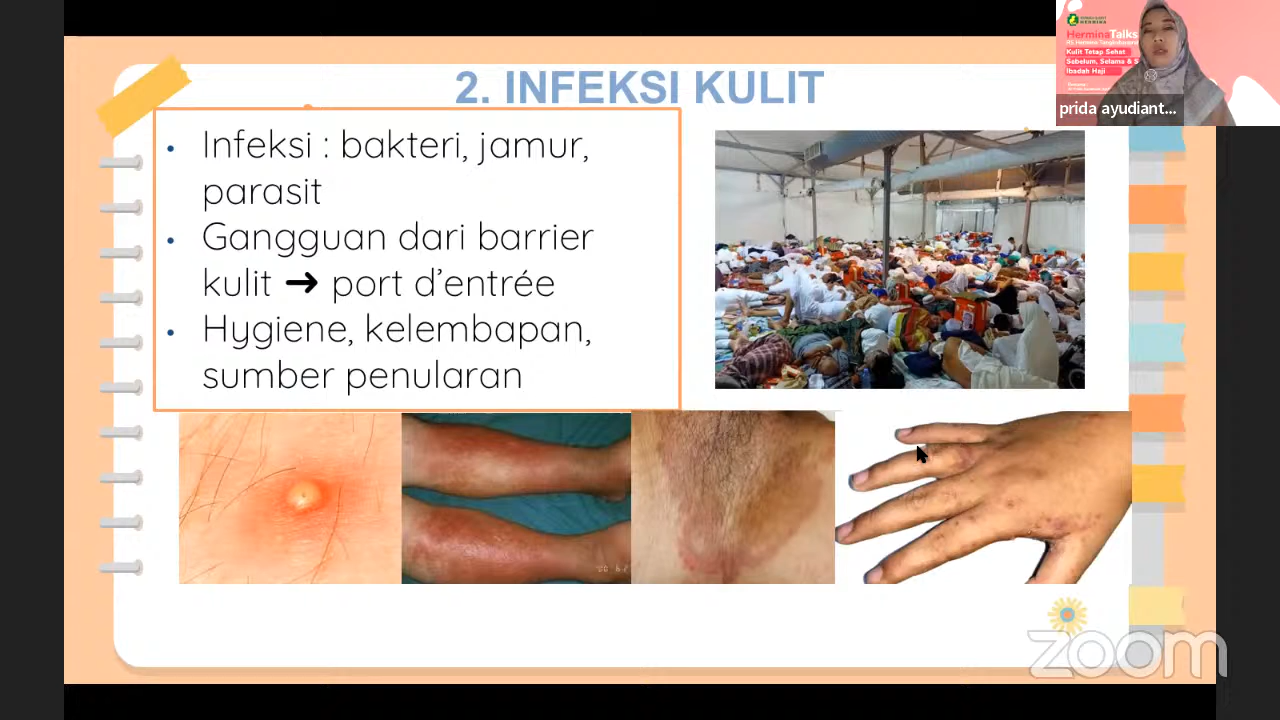 2. INFEKSI KULIT
• Infeksi : bakteri, jamur,
parasit
• Gangguan dari barrier
kulit ➜ port d’entrée
• Hygiene, kelembapan,
sumber penularan
HERMINA
HerminaTalks
Kulit Tetap Sehat
Sebelum, Selama & S
Ibadah Haji
prida ayudiant...
zoom